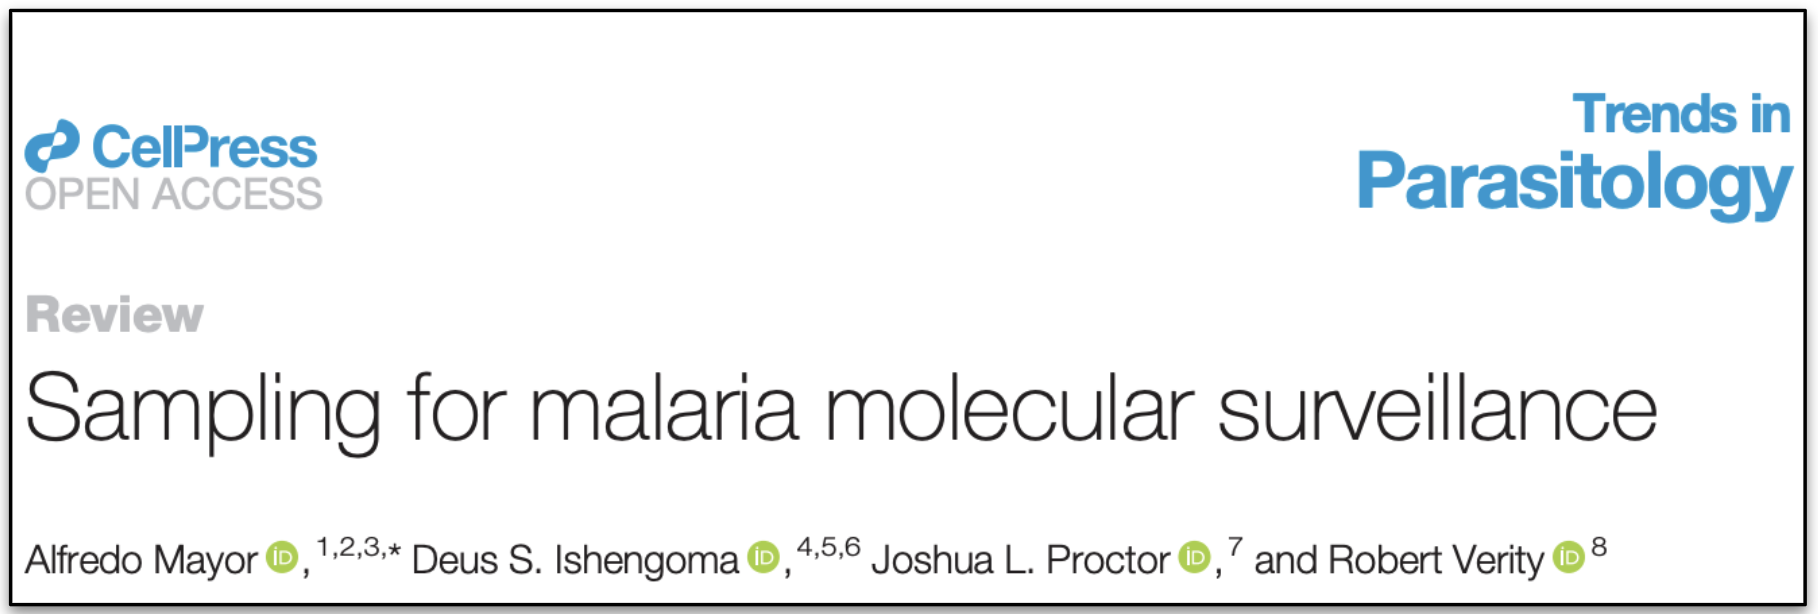 CellPress
OPEN ACCESS
Trends in
Parasitology
Review
Sampling for malaria molecular surveillance
Alfredo Mayor iD, 1,2,3,* Deus S. Ishengoma iD, 4,5,6 Joshua L. Proctor iD, 7 and Robert Verity iD 8